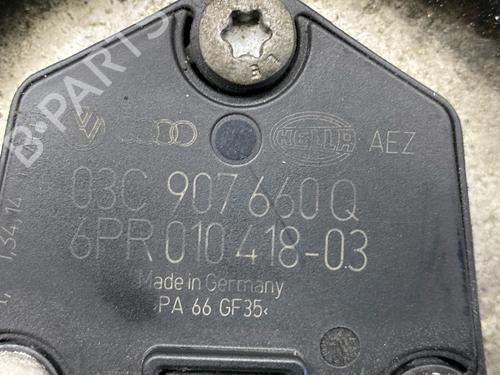 B-PARTS
HELLA AEZ
03C 907 660 Q
6PR 010 418-03
Made in Germany
›PA 66 GF35‹